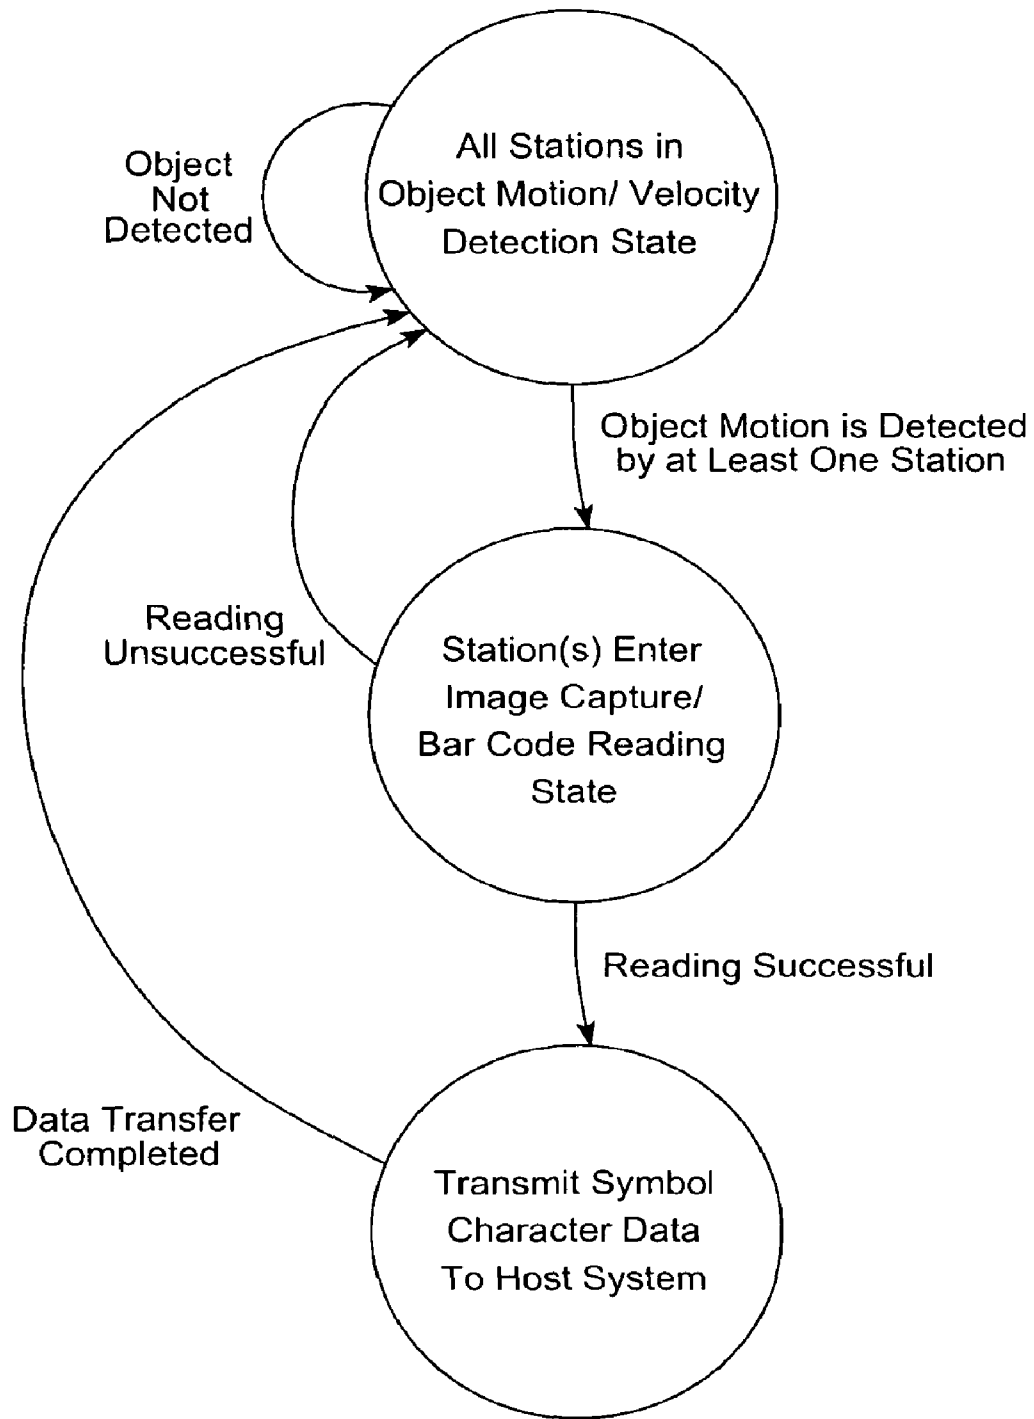 Object
Not
Detected
All Stations in
Object Motion/ Velocity
Detection State
Object Motion is Detected
by at Least One Station
Reading
Unsuccessful
Station(s) Enter
Image Capture/
Bar Code Reading
State
Reading Successful
Data Transfer
Completed
Transmit Symbol
Character Data
To Host System